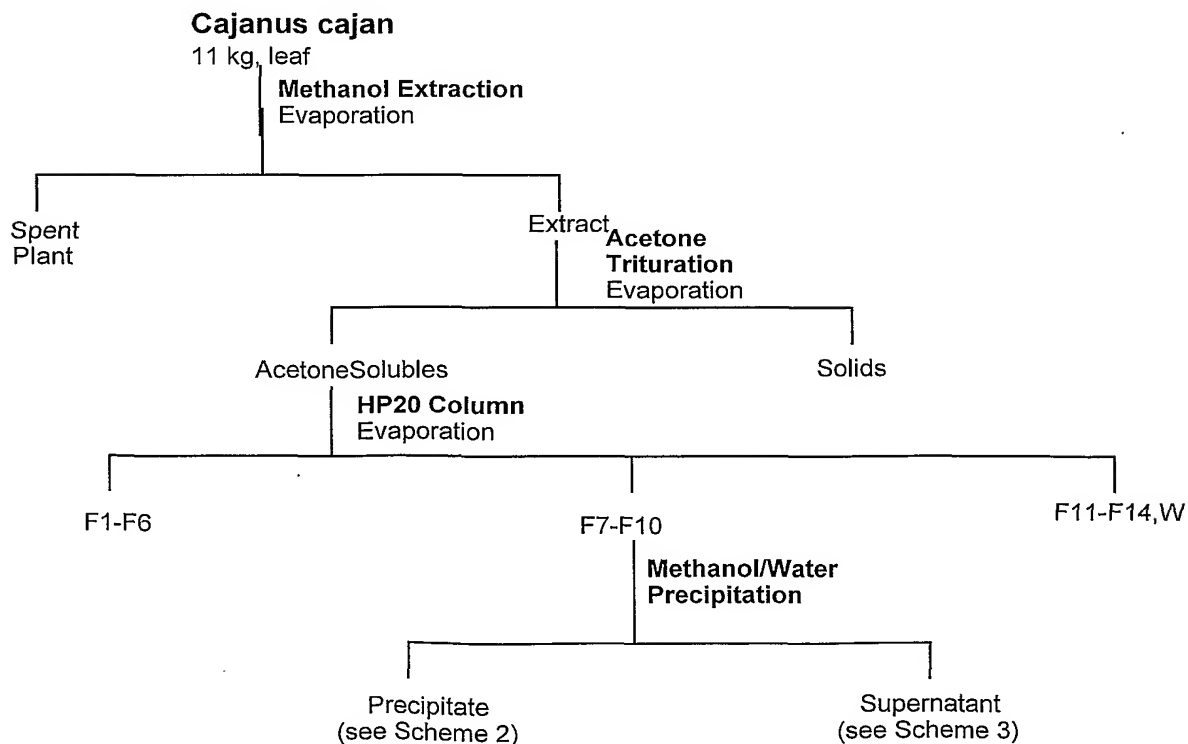 Cajanus cajan
11 kg, leaf
Methanol Extraction
Evaporation
Spent
Plant
Extract
Acetone
Trituration
Evaporation
AcetoneSolubles
Solids
HP20 Column
Evaporation
F1-F6
F7-F10
F11-F14,W
Methanol/Water
Precipitation
Precipitate
(see Scheme 2)
Supernatant
(see Scheme 3)